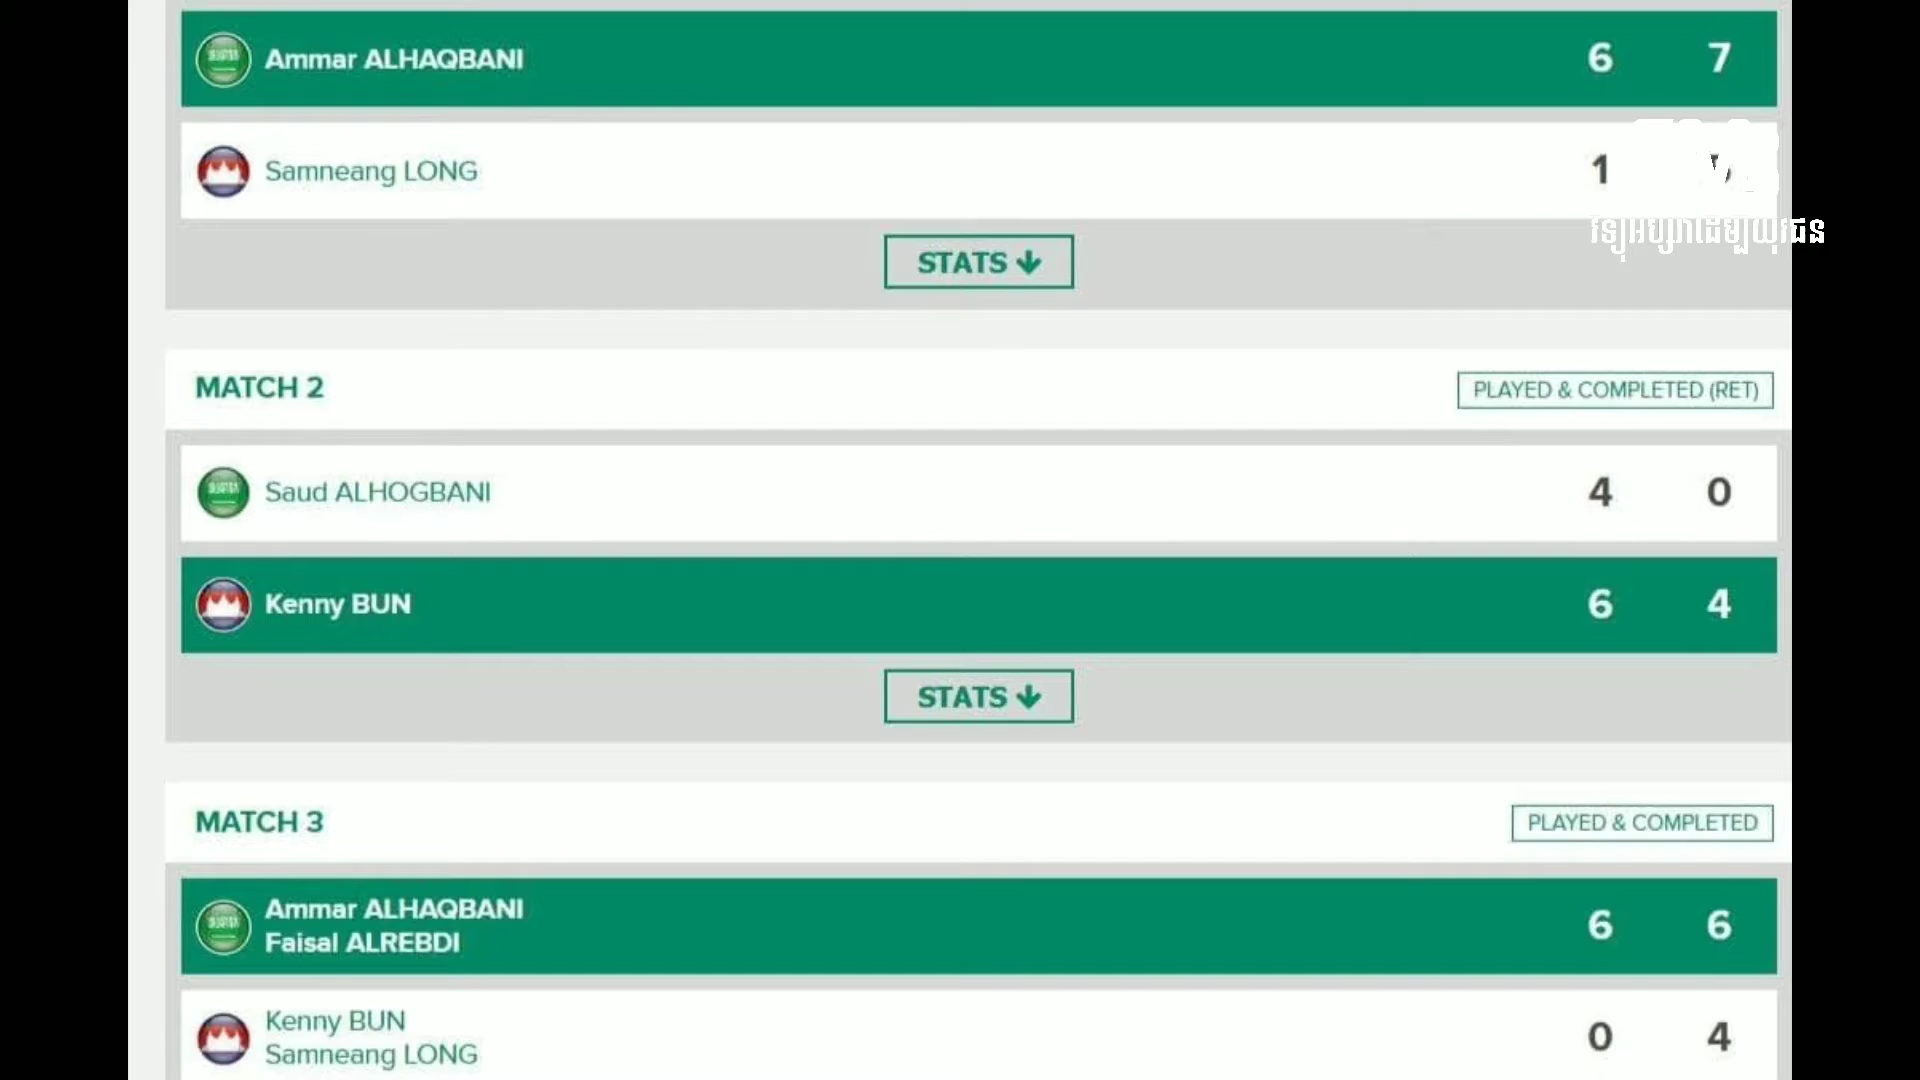 Ammar ALHAQBANI 6 7
Samneang LONG 1
STATS
MATCH 2
PLAYED & COMPLETED (RET)
Saud ALHOGBANI 4 0
Kenny BUN 6 4
STATS
MATCH 3
PLAYED & COMPLETED
Ammar ALHAQBANI
Faisal ALREBDI 6 6
Kenny BUN
Samneang LONG 0 4